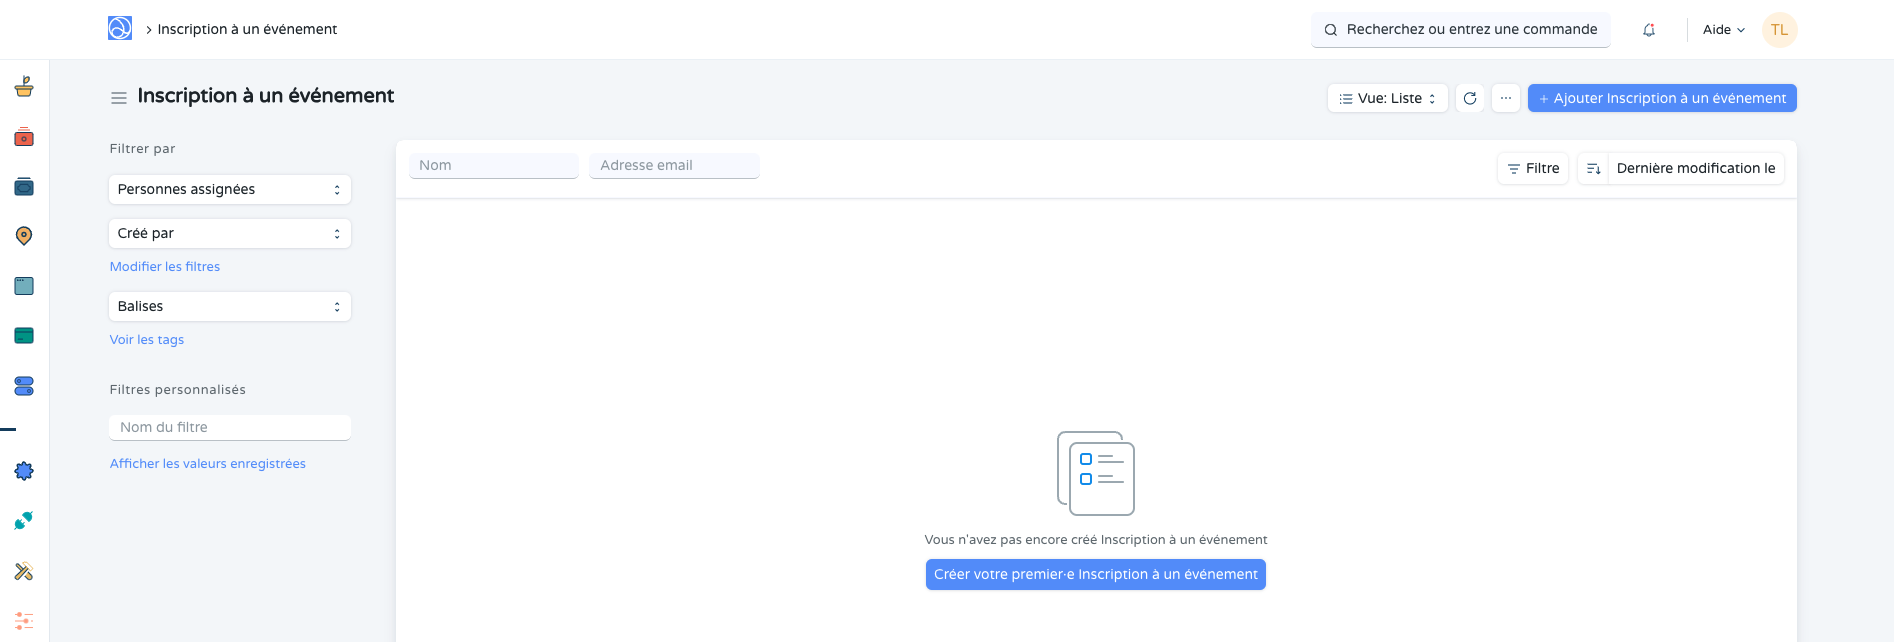 Inscription à un événement
Recherchez ou entrez une commande
Aide
TL
Inscription à un événement
Vue: Liste
+ Ajouter Inscription à un événement
Filtrer par
Personnes assignées
Créé par
Modifier les filtres
Balises
Voir les tags
Filtres personnalisés
Nom du filtre
Afficher les valeurs enregistrées
Nom
Adresse email
Filtre
Dernière modification le
Vous n'avez pas encore créé Inscription à un événement
Créer votre premier·e Inscription à un événement